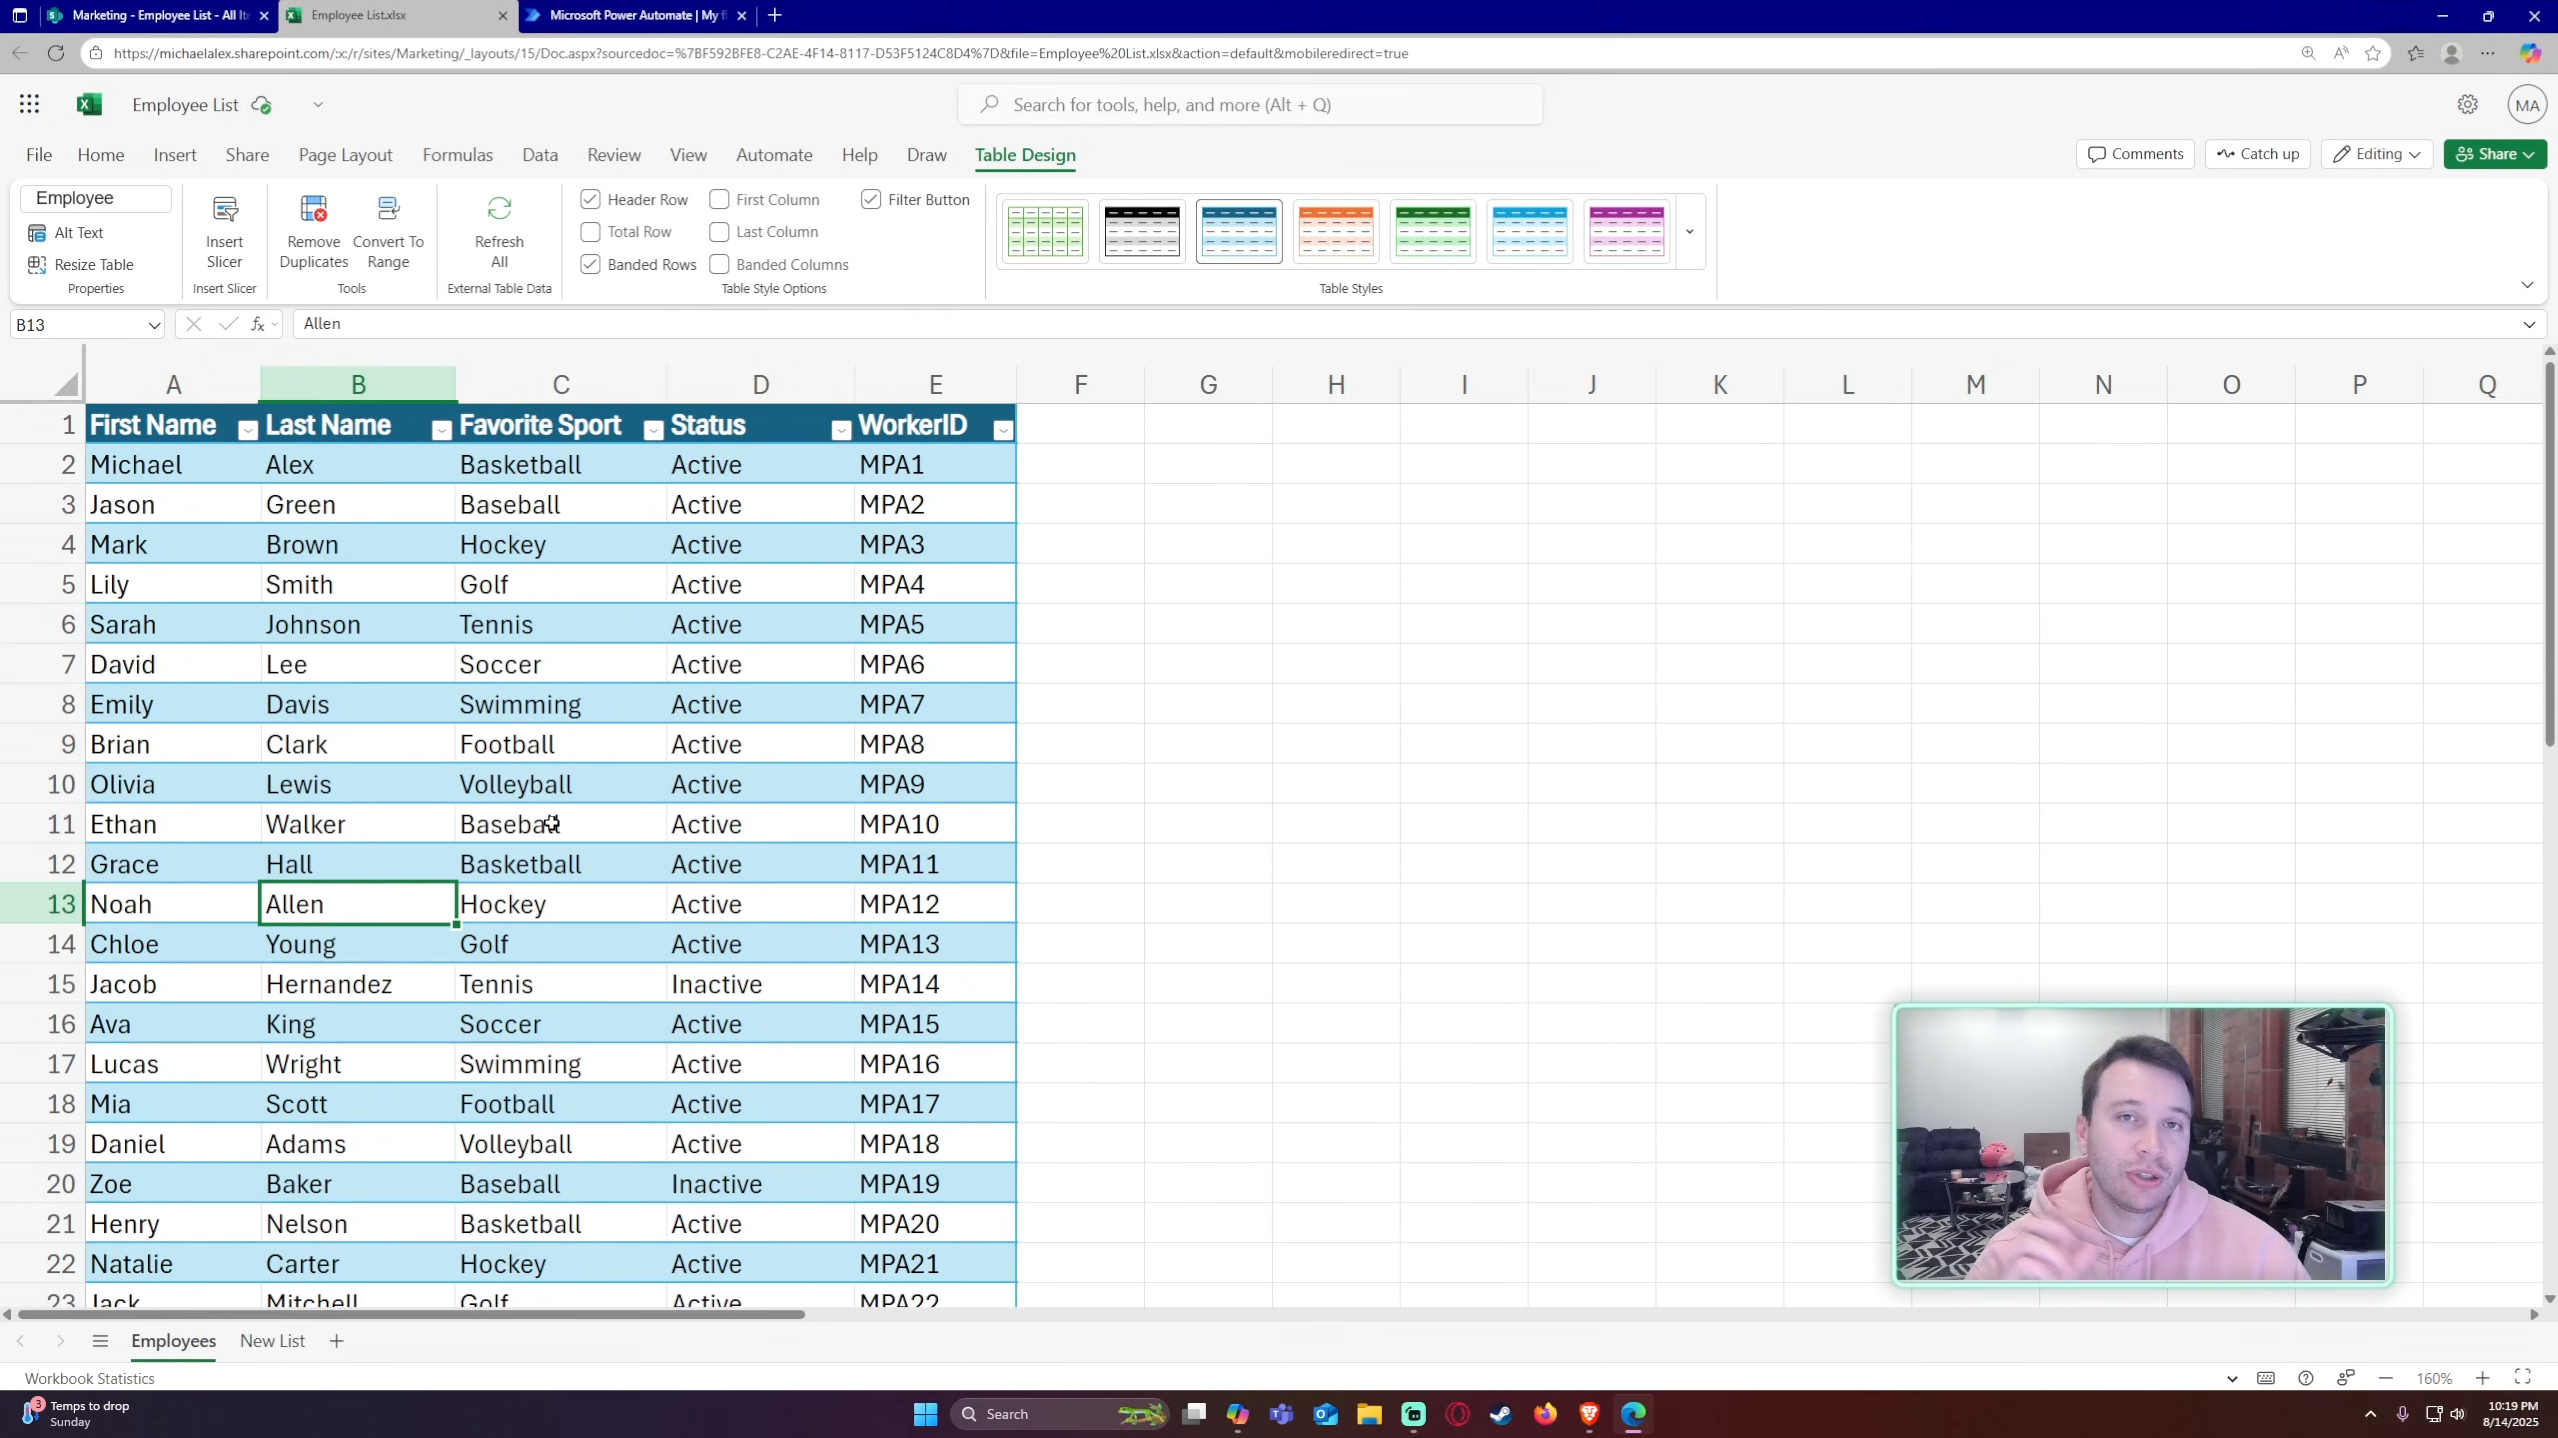 Marketing - Employee List - All It
Employee List.xlsx
Microsoft Power Automate | My f
https://michaelalex.sharepoint.com/:x:/r/sites/Marketing/_layouts/15/Doc.aspx?sourcedoc=%7BF592BFE8-C2AE-4F14-8117-D53F5124C8D4%7D&file=Employee%20List.xlsx&action=default&mobileredirect=true
Employee List
Search for tools, help, and more (Alt + Q)
MA
File Home Insert Share Page Layout Formulas Data Review View Automate Help Draw Table Design
Comments Catch up Editing Share
Employee
Alt Text
Resize Table
Properties
Insert Slicer
Insert Slicer
Remove Duplicates
Convert To Range
Tools
Refresh All
External Table Data
Header Row First Column Filter Button
Total Row Last Column
Banded Rows Banded Columns
Table Style Options
Table Styles
B13 fx Allen
A B C D E F G H I J K L M N O P Q
1 First Name Last Name Favorite Sport Status WorkerID
2 Michael Alex Basketball Active MPA1
3 Jason Green Baseball Active MPA2
4 Mark Brown Hockey Active MPA3
5 Lily Smith Golf Active MPA4
6 Sarah Johnson Tennis Active MPA5
7 David Lee Soccer Active MPA6
8 Emily Davis Swimming Active MPA7
9 Brian Clark Football Active MPA8
10 Olivia Lewis Volleyball Active MPA9
11 Ethan Walker Baseball Active MPA10
12 Grace Hall Basketball Active MPA11
13 Noah Allen Hockey Active MPA12
14 Chloe Young Golf Active MPA13
15 Jacob Hernandez Tennis Inactive MPA14
16 Ava King Soccer Active MPA15
17 Lucas Wright Swimming Active MPA16
18 Mia Scott Football Active MPA17
19 Daniel Adams Volleyball Active MPA18
20 Zoe Baker Baseball Inactive MPA19
21 Henry Nelson Basketball Active MPA20
22 Natalie Carter Hockey Active MPA21
23 Jack Mitchell Golf Active MPA22
Employees New List
Workbook Statistics
160%
3
Temps to drop
Sunday
Search
10:19 PM
8/14/2025